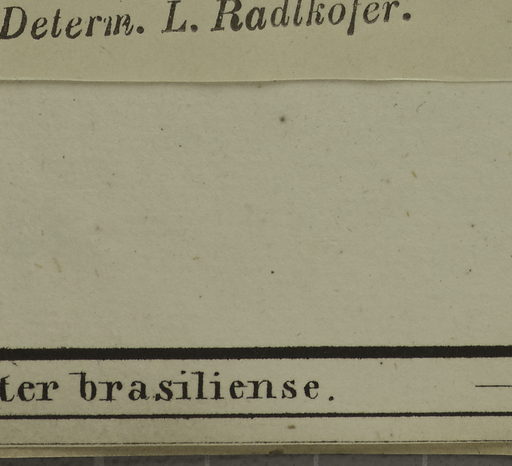 Determ. L. Radlkofer.
ter brasiliense.